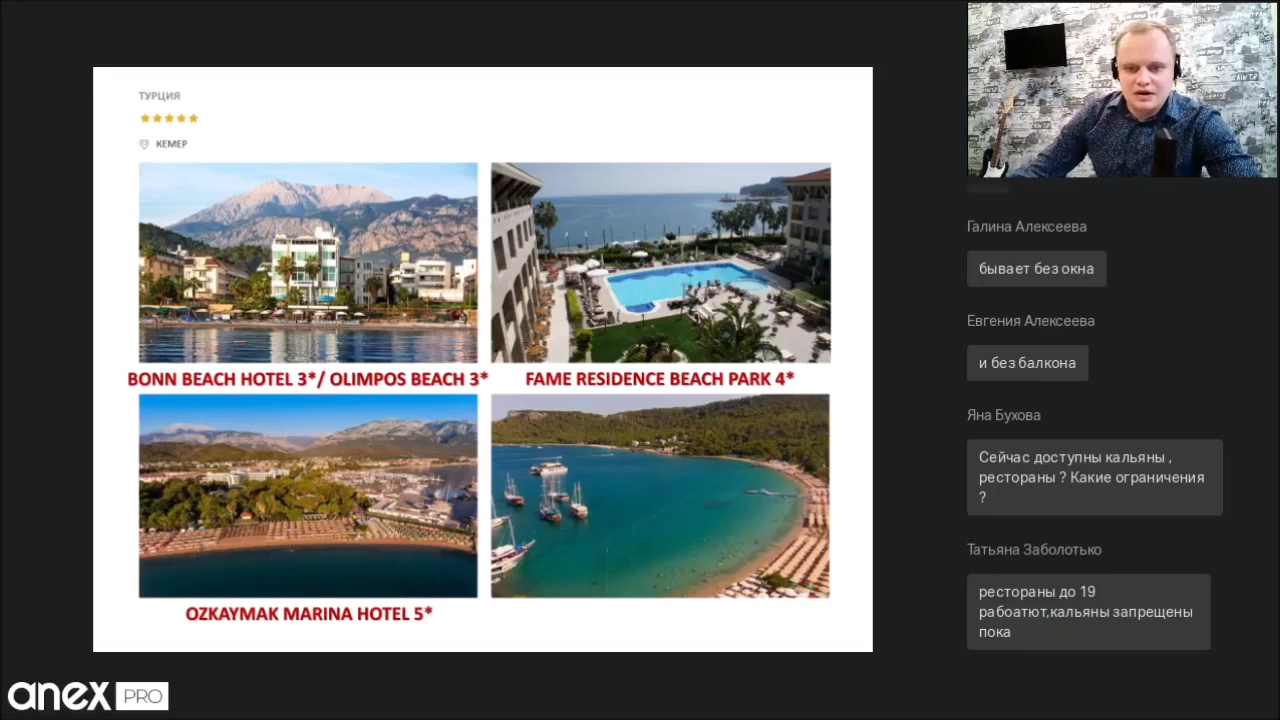 ТУРЦИЯ
КЕМЕР
BONN BEACH HOTEL 3*/ OLIMPOS BEACH 3*
FAME RESIDENCE BEACH PARK 4*
OZKAYMAK MARINA HOTEL 5*
Галина Алексеева
бывает без окна
Евгения Алексеева
и без балкона
Яна Бухова
Сейчас доступны кальяны ,
рестораны ? Какие ограничения
?
Татьяна Заболотько
рестораны до 19
рабоатют,кальяны запрещены
пока
anex PRO